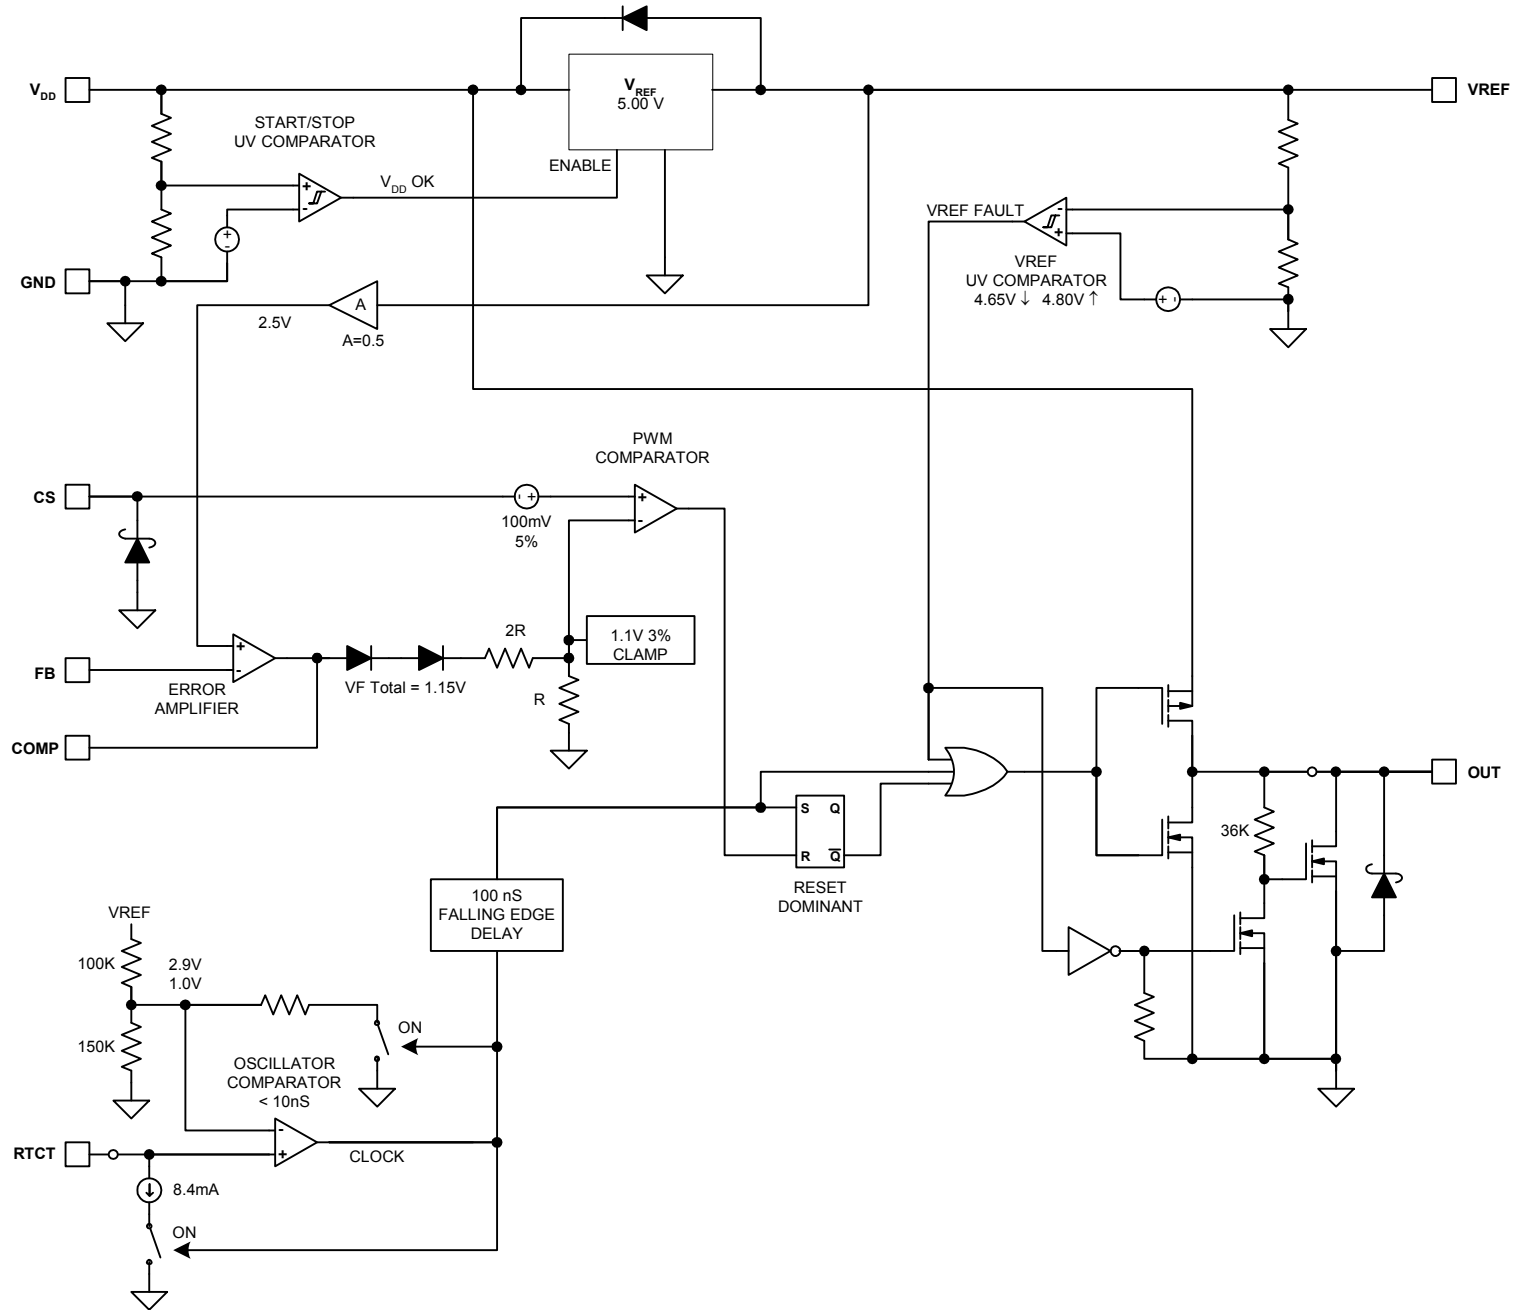 V_DD
V_REF
5.00 V
VREF
START/STOP
UV COMPARATOR
ENABLE
V_DD OK
+
-
+
-
VREF FAULT
-
+
VREF
UV COMPARATOR
4.65V ↓ 4.80V ↑
+ -
GND
A
2.5V
A=0.5
PWM
COMPARATOR
CS
- +
+
-
100mV
5%
2R
1.1V 3%
CLAMP
+
-
FB
ERROR
AMPLIFIER
VF Total = 1.15V
R
COMP
OUT
S Q
R Q̅
36K
RESET
DOMINANT
100 nS
FALLING EDGE
DELAY
VREF
100K
2.9V
1.0V
150K
ON
OSCILLATOR
COMPARATOR
< 10nS
-
+
RTCT
CLOCK
8.4mA
ON